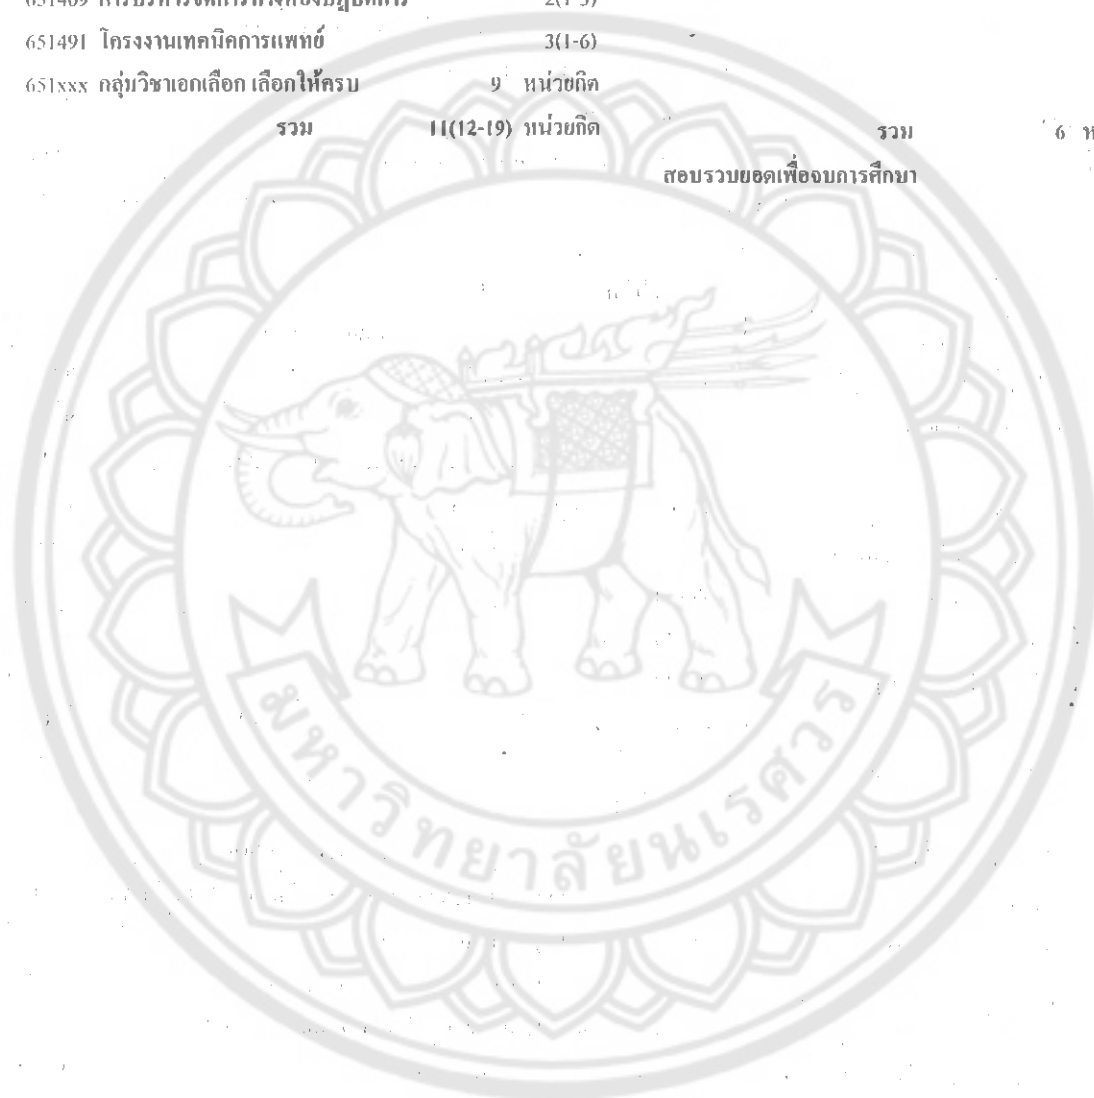 651491 โครงงานเทคนิคการแพทย์ 3(1-6)
651xxx กลุ่มวิชาเอกเลือก เลือกให้ครบ 9 หน่วยกิต
รวม 11(12-19) หน่วยกิต รวม 6 ห
สอบรวบยอดเพื่อจบการศึกษา
มหาวิทยาลัยนเรศวร